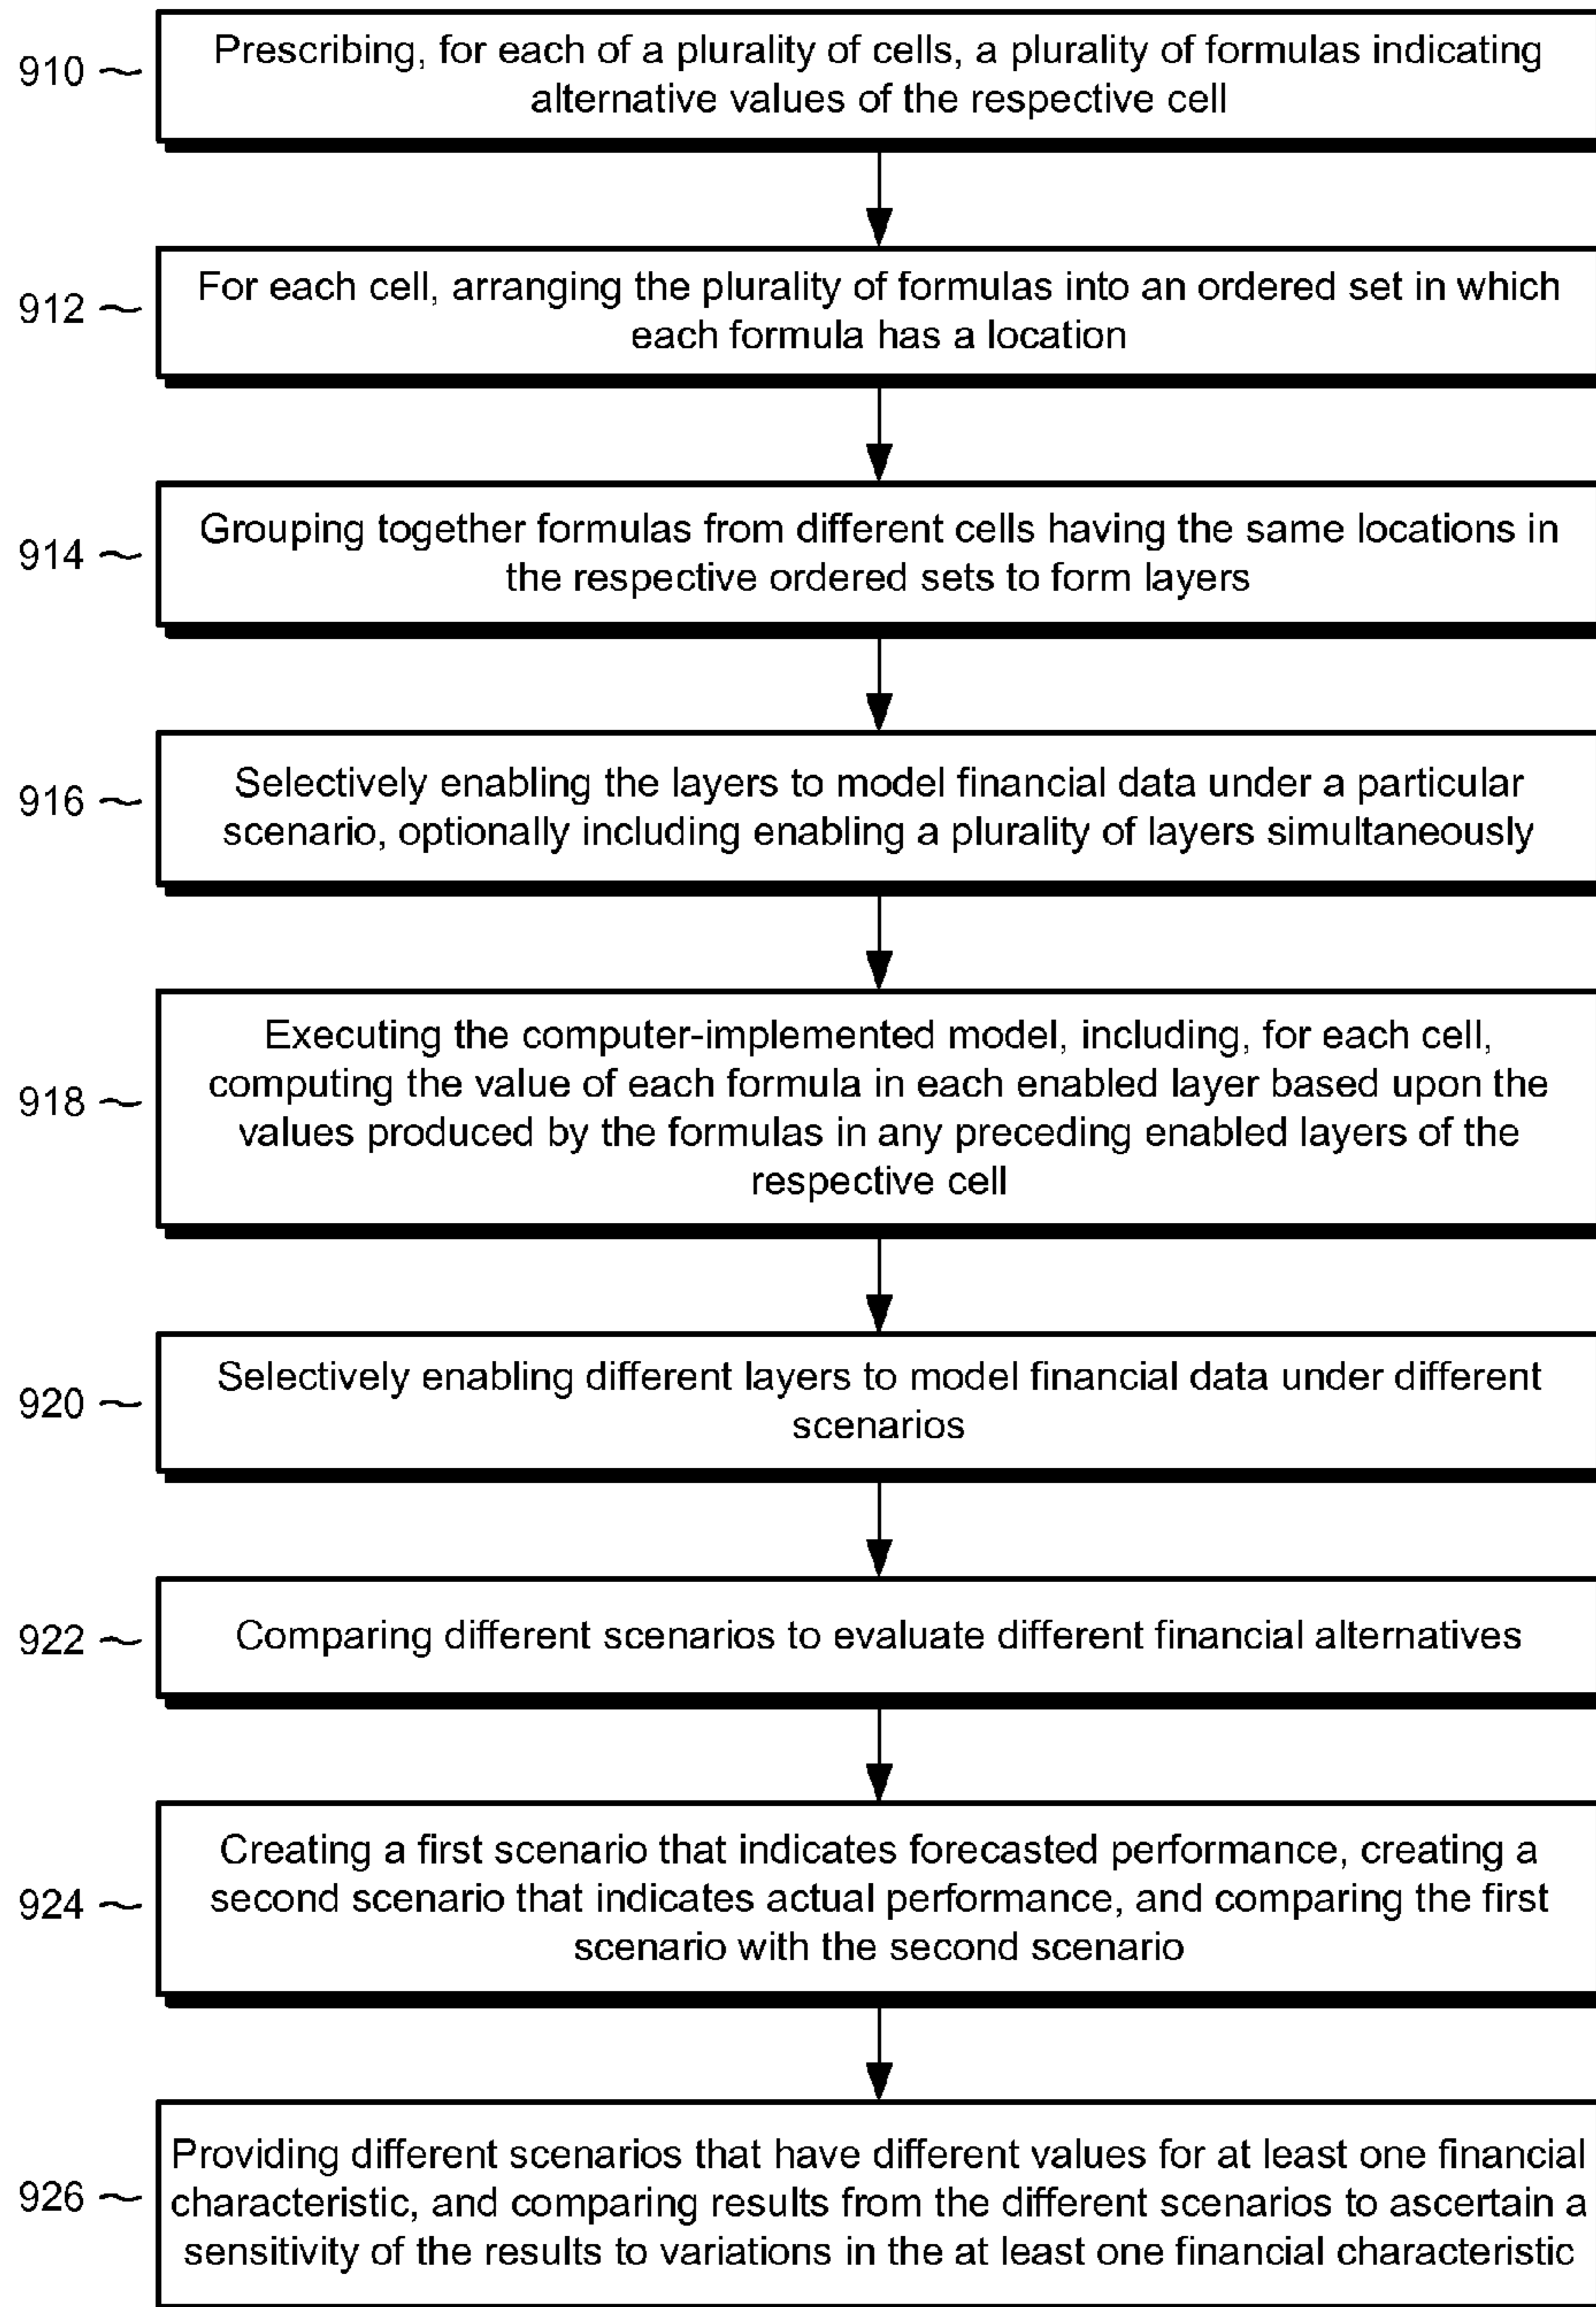 910 ~ Prescribing, for each of a plurality of cells, a plurality of formulas indicating
alternative values of the respective cell
912 ~ For each cell, arranging the plurality of formulas into an ordered set in which
each formula has a location
914 ~ Grouping together formulas from different cells having the same locations in
the respective ordered sets to form layers
916 ~ Selectively enabling the layers to model financial data under a particular
scenario, optionally including enabling a plurality of layers simultaneously
918 ~ Executing the computer-implemented model, including, for each cell,
computing the value of each formula in each enabled layer based upon the
values produced by the formulas in any preceding enabled layers of the
respective cell
920 ~ Selectively enabling different layers to model financial data under different
scenarios
922 ~ Comparing different scenarios to evaluate different financial alternatives
924 ~ Creating a first scenario that indicates forecasted performance, creating a
second scenario that indicates actual performance, and comparing the first
scenario with the second scenario
926 ~ Providing different scenarios that have different values for at least one financial
characteristic, and comparing results from the different scenarios to ascertain a
sensitivity of the results to variations in the at least one financial characteristic